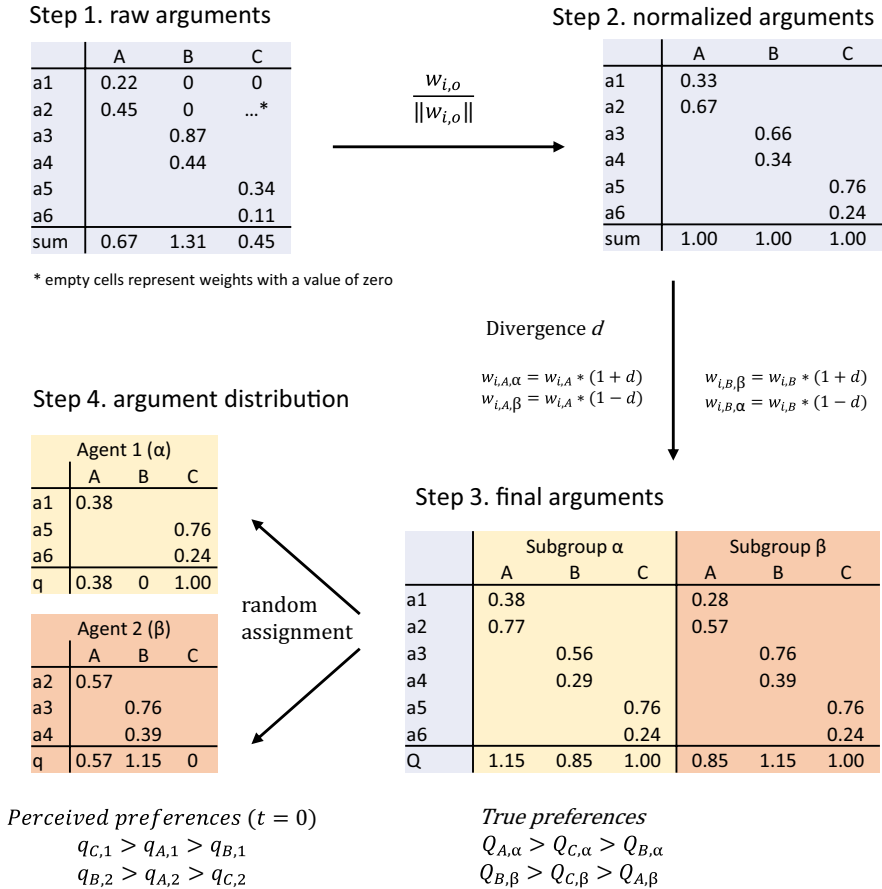 Step 1. raw arguments
A B C
a1 0.22 0 0
a2 0.45 0 ...*
a3 0.87
a4 0.44
a5 0.34
a6 0.11
sum 0.67 1.31 0.45
* empty cells represent weights with a value of zero
w_{i,o}
‖w_{i,o}‖
Step 2. normalized arguments
A B C
a1 0.33
a2 0.67
a3 0.66
a4 0.34
a5 0.76
a6 0.24
sum 1.00 1.00 1.00
Divergence d
w_{i,A,α} = w_{i,A} * (1 + d)
w_{i,A,β} = w_{i,A} * (1 − d)
w_{i,B,β} = w_{i,B} * (1 + d)
w_{i,B,α} = w_{i,B} * (1 − d)
Step 3. final arguments
Subgroup α Subgroup β
A B C A B C
a1 0.38 0.28
a2 0.77 0.57
a3 0.56 0.76
a4 0.29 0.39
a5 0.76 0.76
a6 0.24 0.24
Q 1.15 0.85 1.00 0.85 1.15 1.00
True preferences
Q_{A,α} > Q_{C,α} > Q_{B,α}
Q_{B,β} > Q_{C,β} > Q_{A,β}
random
assignment
Step 4. argument distribution
Agent 1 (α)
A B C
a1 0.38
a5 0.76
a6 0.24
q 0.38 0 1.00
Agent 2 (β)
A B C
a2 0.57
a3 0.76
a4 0.39
q 0.57 1.15 0
Perceived preferences (t = 0)
q_{C,1} > q_{A,1} > q_{B,1}
q_{B,2} > q_{A,2} > q_{C,2}